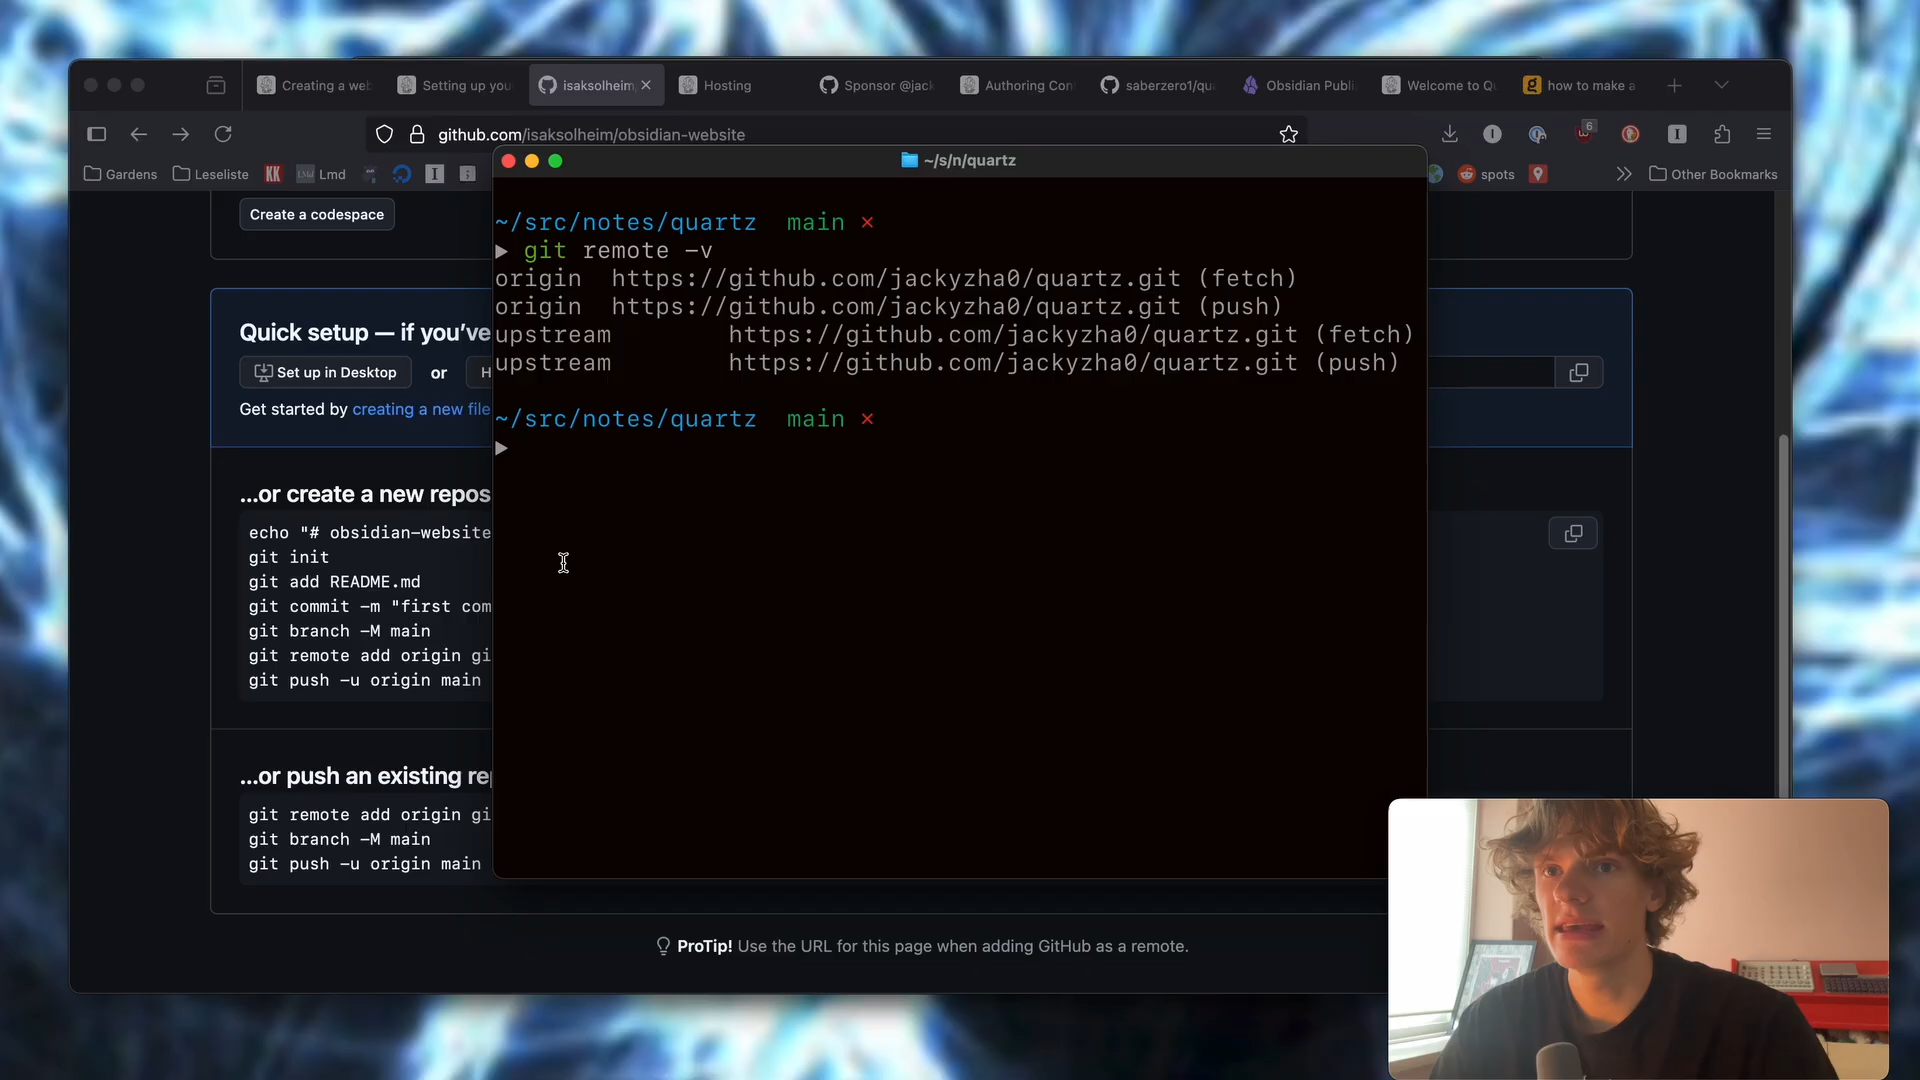 Creating a web
Setting up you
isaksolheim
Hosting
Sponsor @jack
Authoring Con
saberzero1/qu
Obsidian Publi
Welcome to Q
how to make a
github.com/isaksolheim/obsidian-website
6
Gardens
Leseliste
KK
LMd
Lmd
spots
Other Bookmarks
~/s/n/quartz
Create a codespace
~/src/notes/quartz main ×
git remote -v
origin https://github.com/jackyzha0/quartz.git (fetch)
origin https://github.com/jackyzha0/quartz.git (push)
upstream https://github.com/jackyzha0/quartz.git (fetch)
upstream https://github.com/jackyzha0/quartz.git (push)
~/src/notes/quartz main ×
Quick setup — if you've
Set up in Desktop
or
H
Get started by creating a new file
...or create a new repos
echo "# obsidian-website
git init
git add README.md
git commit -m "first com
git branch -M main
git remote add origin gi
git push -u origin main
...or push an existing re
git remote add origin gi
git branch -M main
git push -u origin main
ProTip! Use the URL for this page when adding GitHub as a remote.